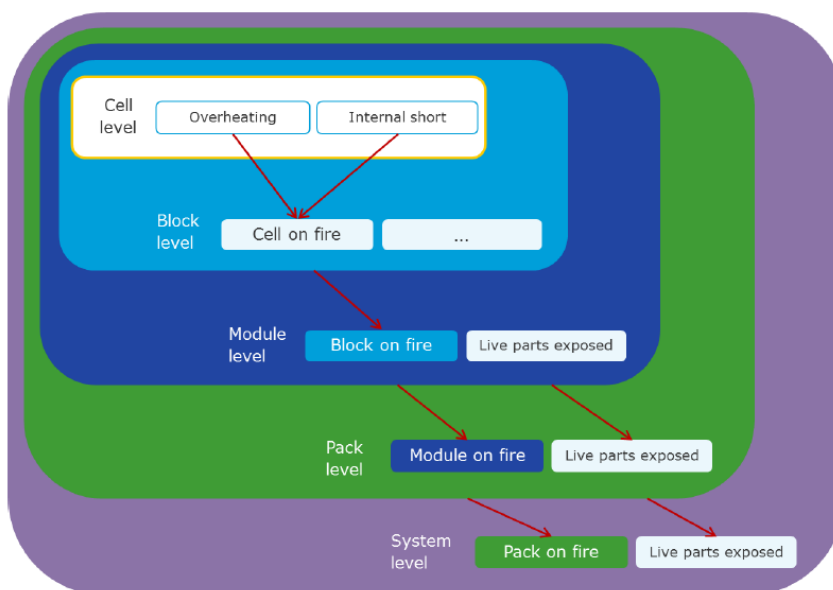 Cell
level
Overheating
Internal short
Block
level
Cell on fire
...
Module
level
Block on fire
Live parts exposed
Pack
level
Module on fire
Live parts exposed
System
level
Pack on fire
Live parts exposed